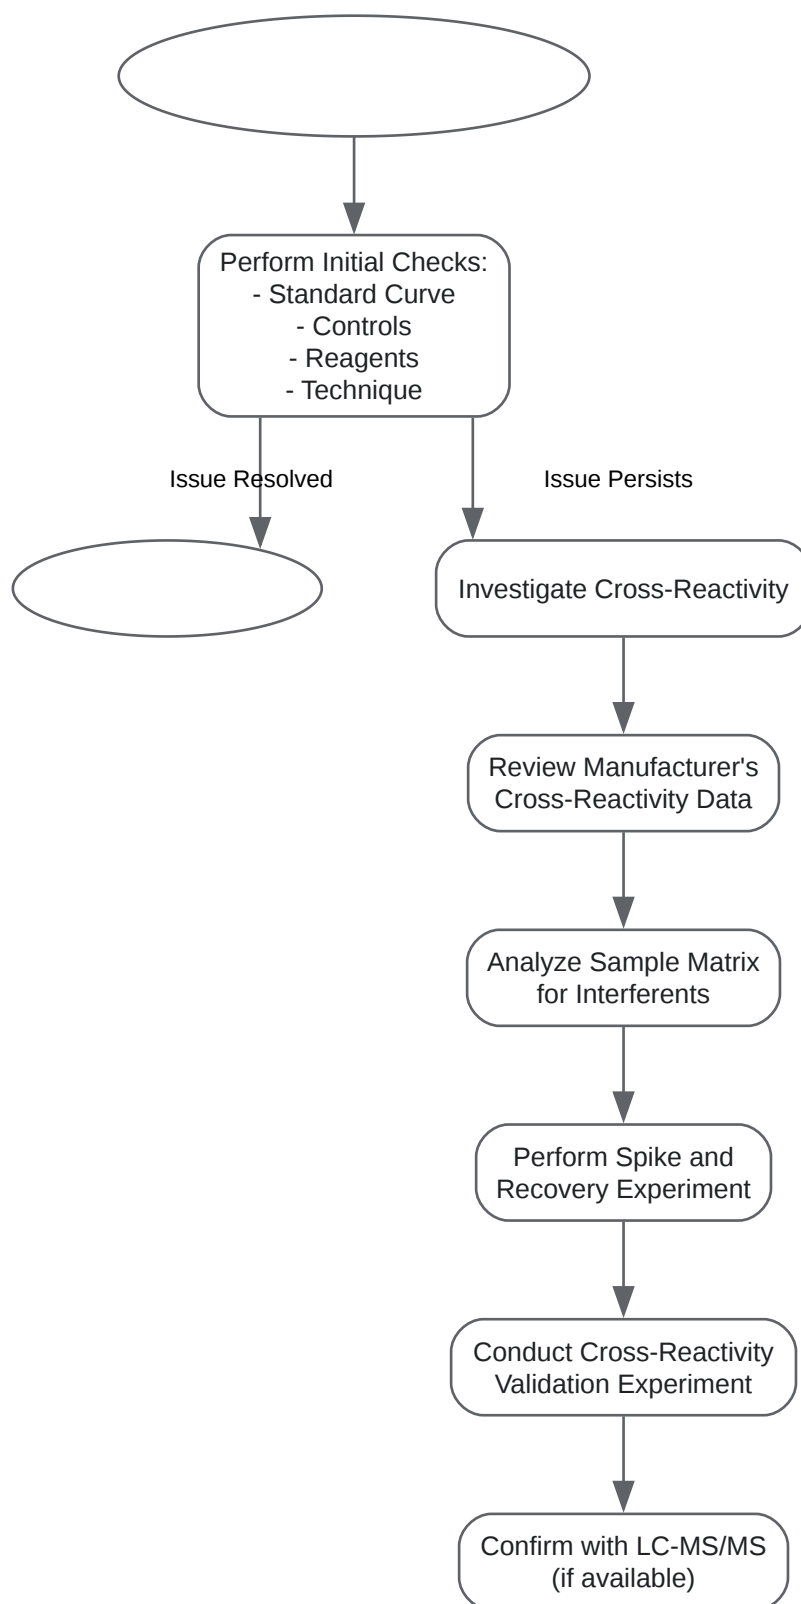 Perform Initial Checks:
- Standard Curve
- Controls
- Reagents
- Technique
Issue Resolved
Issue Persists
Investigate Cross-Reactivity
Review Manufacturer's
Cross-Reactivity Data
Analyze Sample Matrix
for Interferents
Perform Spike and
Recovery Experiment
Conduct Cross-Reactivity
Validation Experiment
Confirm with LC-MS/MS
(if available)